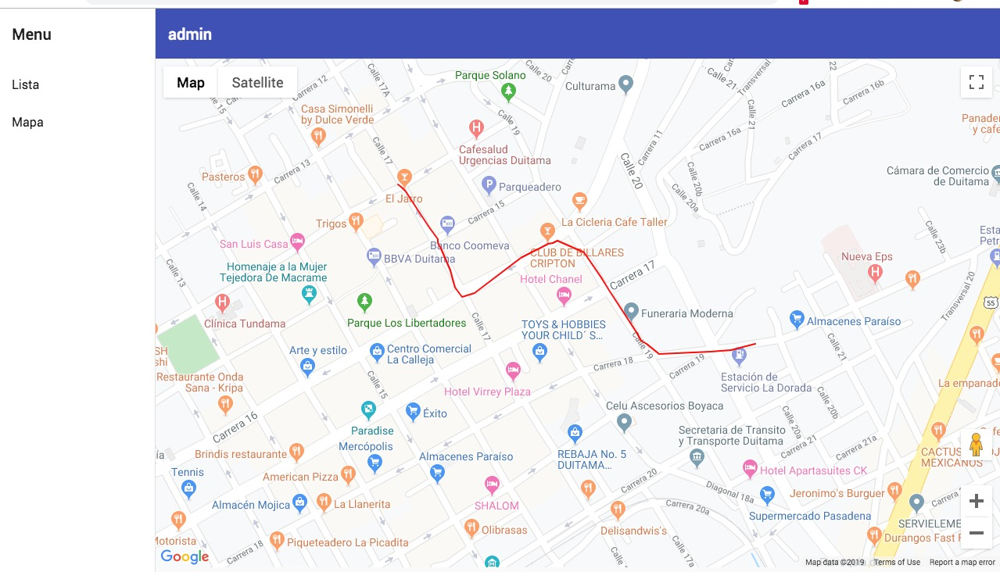 Menu
admin
Lista
Mapa
Map
Satellite
Parque Solano
Culturama
Calle 20
Calle 21
Transversal
22
Carrera 16a
Carrera 16b
Carrera 12
Calle 17A
Casa Simonelli
by Dulce Verde
Calle 19
Calle 21
Panader
y cafe
Cafesalud
Urgencias Duitama
Carrera 11
Carrera 16a
Carrera 17
Calle 17
Pasteros
Carrera 13
Calle 14
El Jarro
Parqueadero
Calle 20
Calle 20b
Calle 20a
Cámara de Comercio
de Duitama
Trigos
Carrera 15
La Cicleria Cafe Taller
San Luis Casa
Banco Coomeva
BBVA Duitama
CLUB DE BILLARES
CRIPTON
Calle 23b
Esta
Petr
Nueva Eps
Homenaje a la Mujer
Tejedora De Macrame
Calle 13
Hotel Chanel
Carrera 17
Transversal 20
55
Clínica Tundama
Parque Los Libertadores
Calle 17
TOYS & HOBBIES
YOUR CHILD´ S...
Funeraria Moderna
Almacenes Paraíso
SH
shi
Arte y estilo
Centro Comercial
La Calleja
Calle 19
Carrera 18
Carrera 19
Calle 21
Restaurante Onda
Sana - Kripa
Calle 15
Hotel Virrey Plaza
Estación de
Servicio La Dorada
La empanada
Carrera 16
Paradise
Éxito
Celu Ascesorios Boyaca
Calle 20a
Calle 20b
Mercópolis
Secretaria de Transito
y Transporte Duitama
Carrera 21
Carrera 21a
ía
Brindis restaurante
Almacenes Paraíso
REBAJA No. 5
DUITAMA...
CACTUS
MEXICANOS
Tennis
American Pizza
Carrera 20
Hotel Apartasuites CK
Diagonal 18a
Jeronimo's Burguer
Almacén Mojica
La Llanerita
SHALOM
Carrera 20a
Supermercado Pasadena
SERVIELEME
Motorista
Carrera 18
Piqueteadero La Picadita
Olibrasas
Delisandwis's
Calle 17a
Durangos Fast F
Google
Map data ©2019
Terms of Use
Report a map error